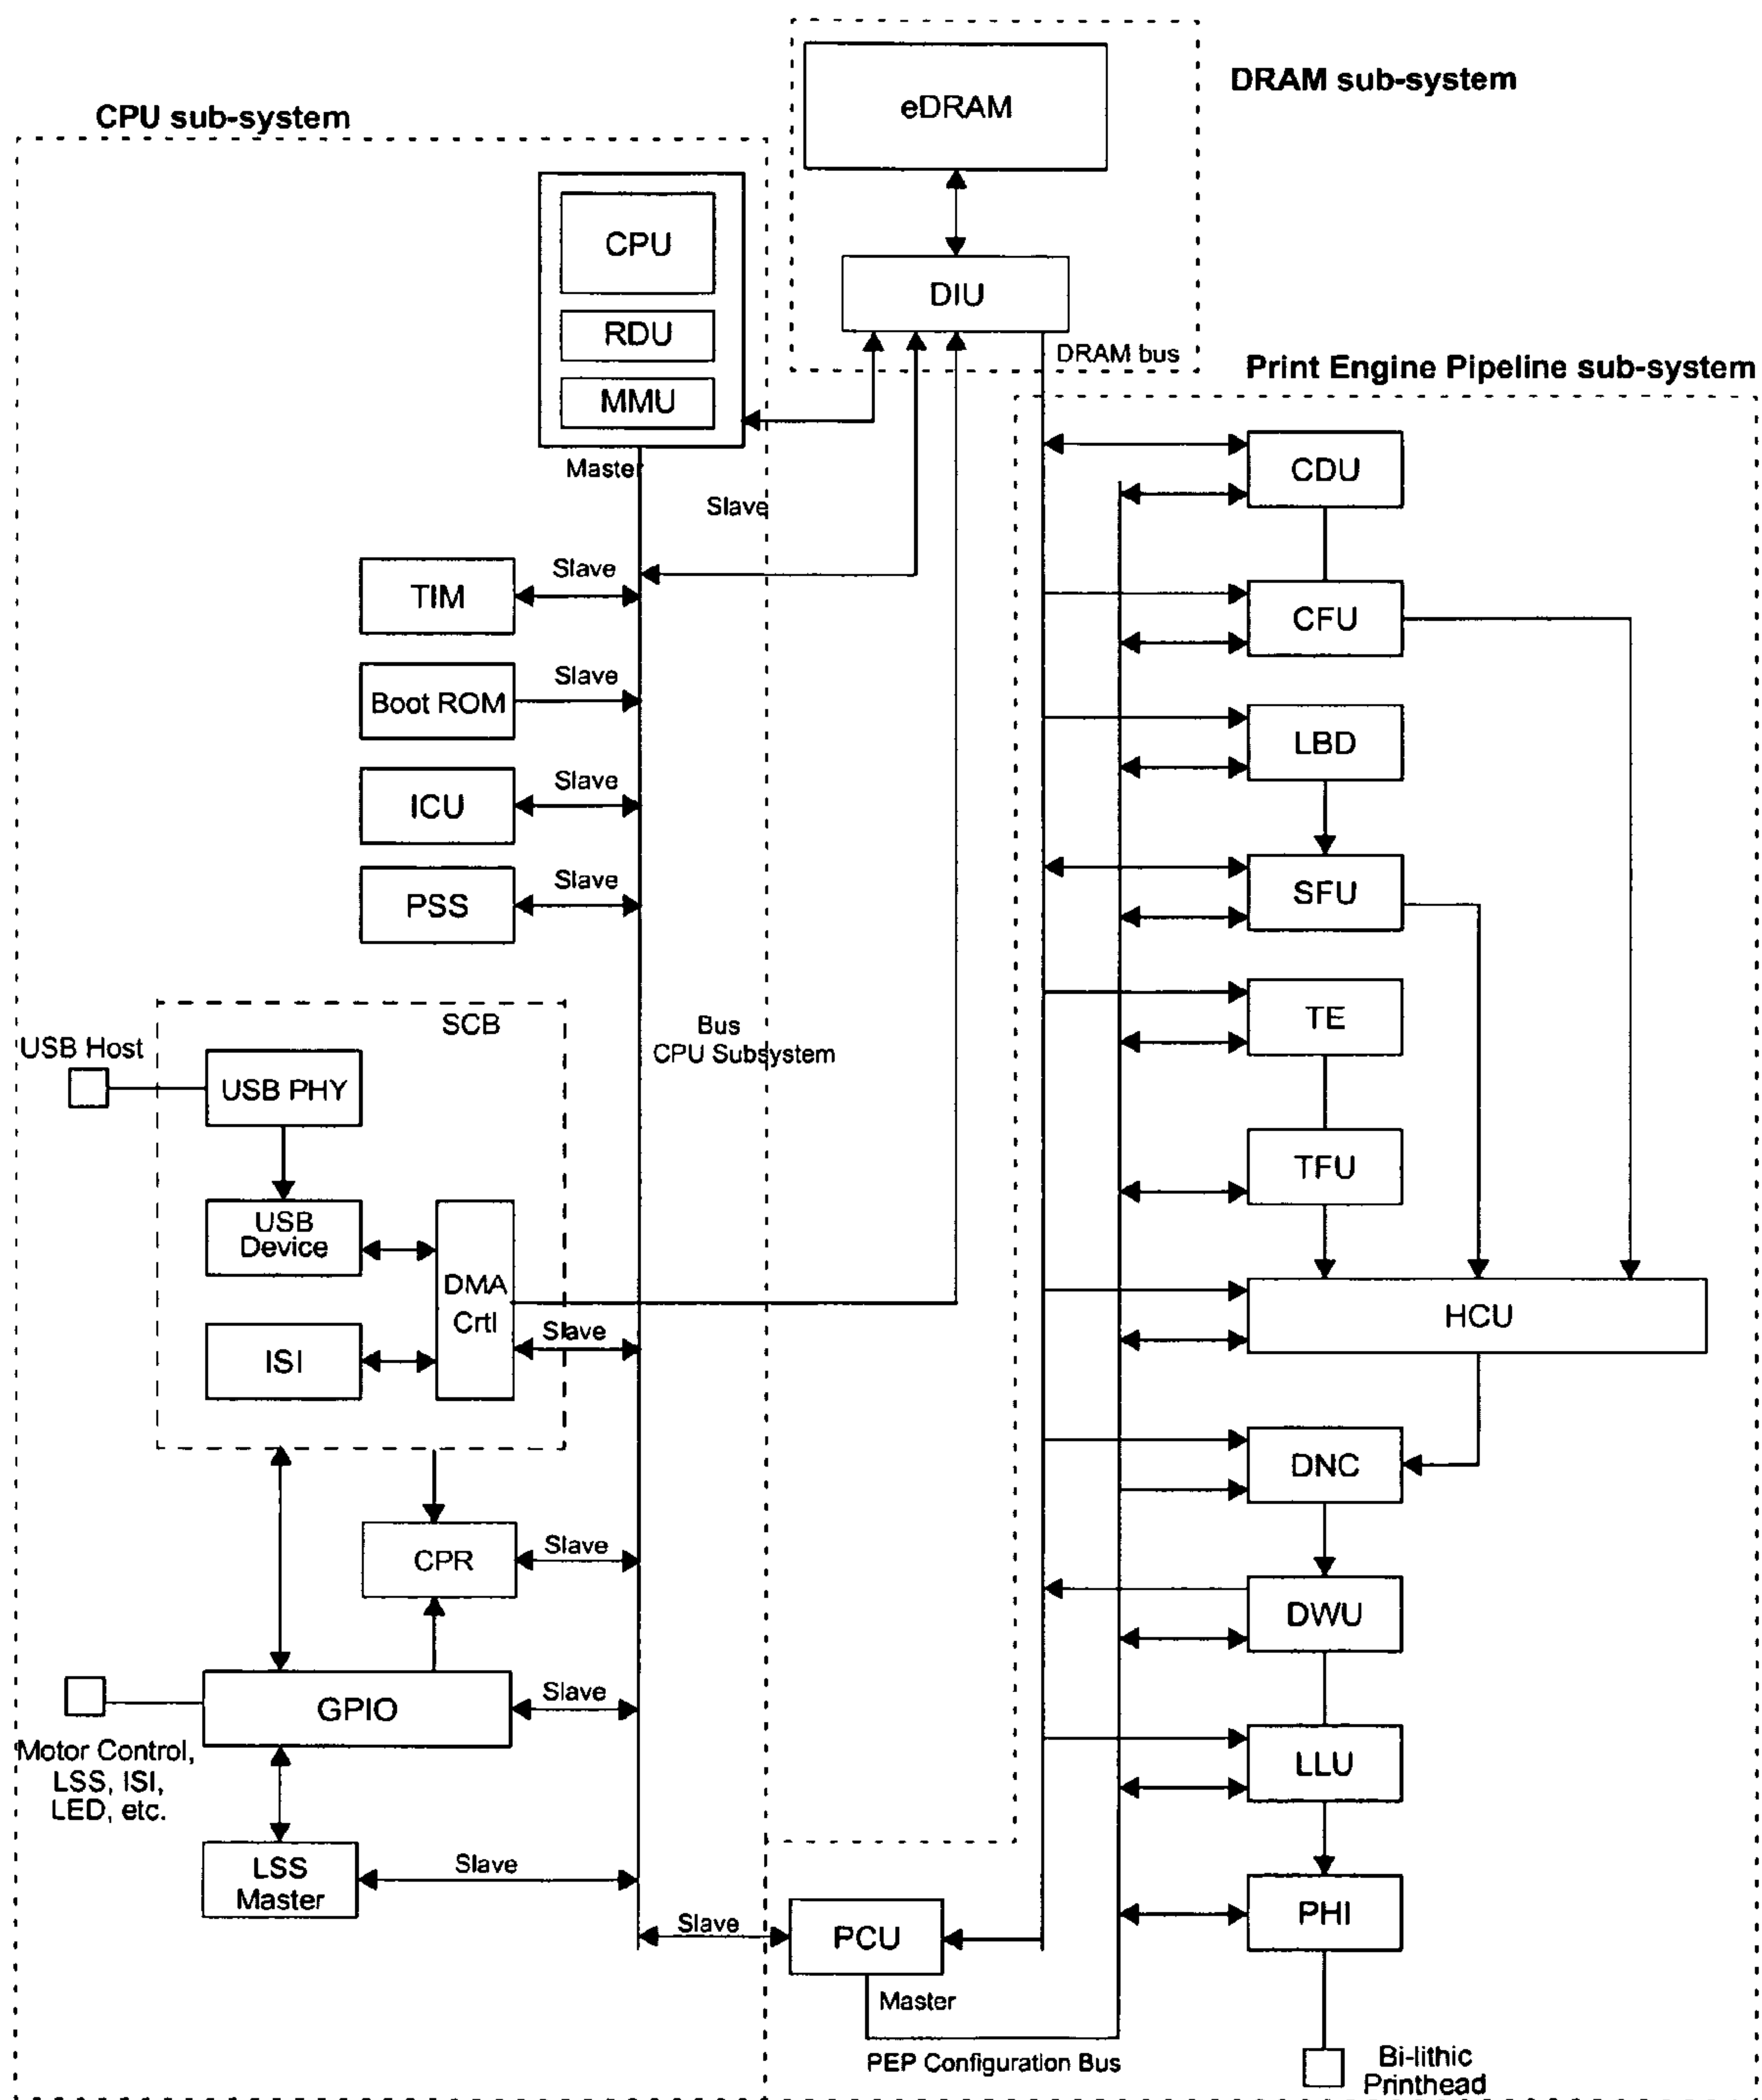 DRAM sub-system
eDRAM
CPU sub-system
CPU
RDU
MMU
Master
DIU
DRAM bus
Print Engine Pipeline sub-system
Slave
TIM
Slave
Boot ROM
Slave
ICU
Slave
PSS
Slave
CDU
CFU
LBD
SFU
TE
TFU
HCU
DNC
DWU
LLU
PHI
SCB
USB Host
USB PHY
USB
Device
DMA
Crtl
ISI
Slave
Bus
CPU Subsystem
CPR
Slave
GPIO
Slave
Motor Control,
LSS, ISI,
LED, etc.
LSS
Master
Slave
Slave
PCU
Master
PEP Configuration Bus
Bi-lithic
Printhead